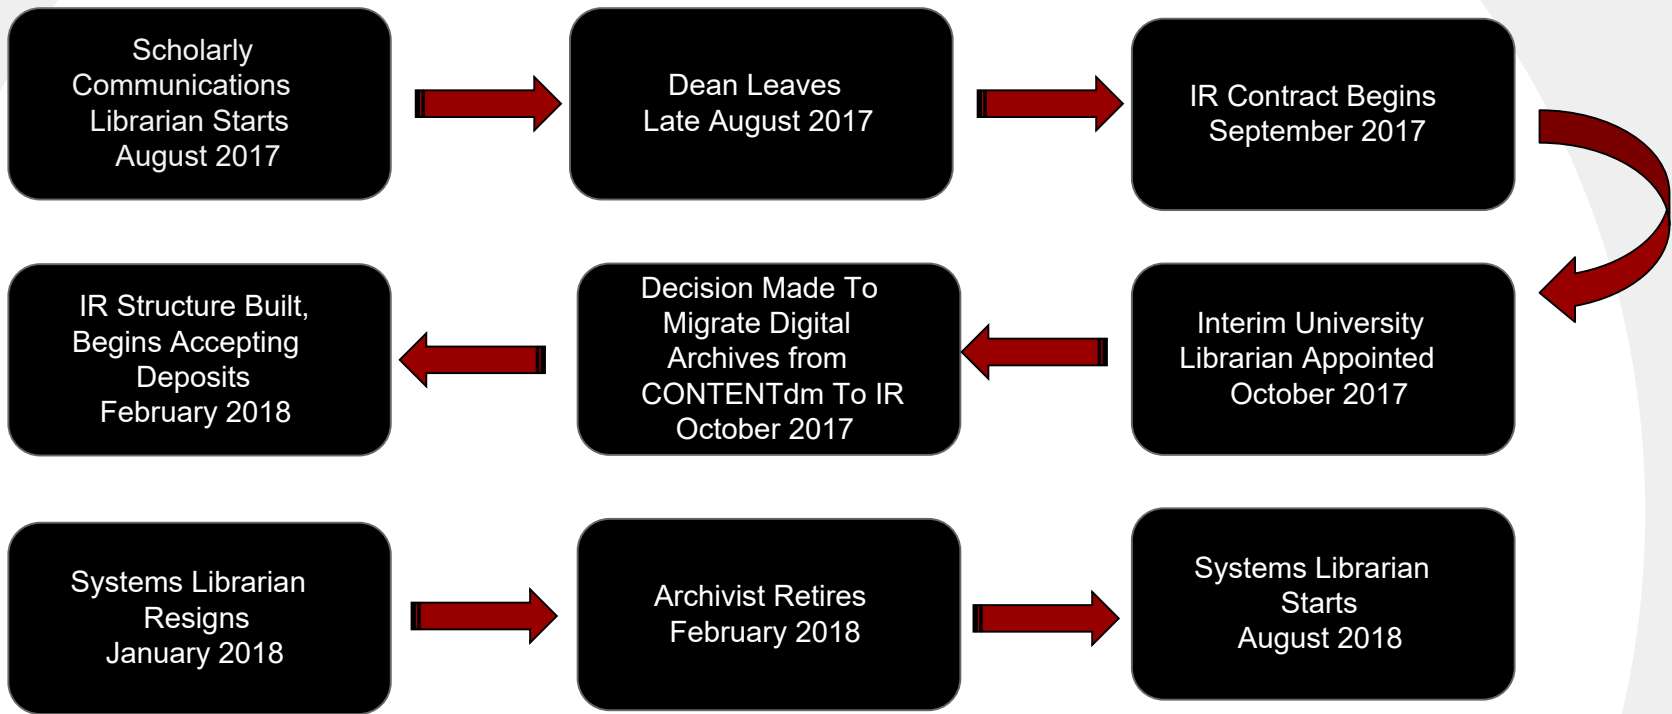 Scholarly
Communications
Librarian Starts
August 2017
Dean Leaves
Late August 2017
IR Contract Begins
September 2017
Interim University
Librarian Appointed
October 2017
Decision Made To
Migrate Digital
Archives from
CONTENTdm To IR
October 2017
IR Structure Built,
Begins Accepting
Deposits
February 2018
Systems Librarian
Resigns
January 2018
Archivist Retires
February 2018
Systems Librarian
Starts
August 2018